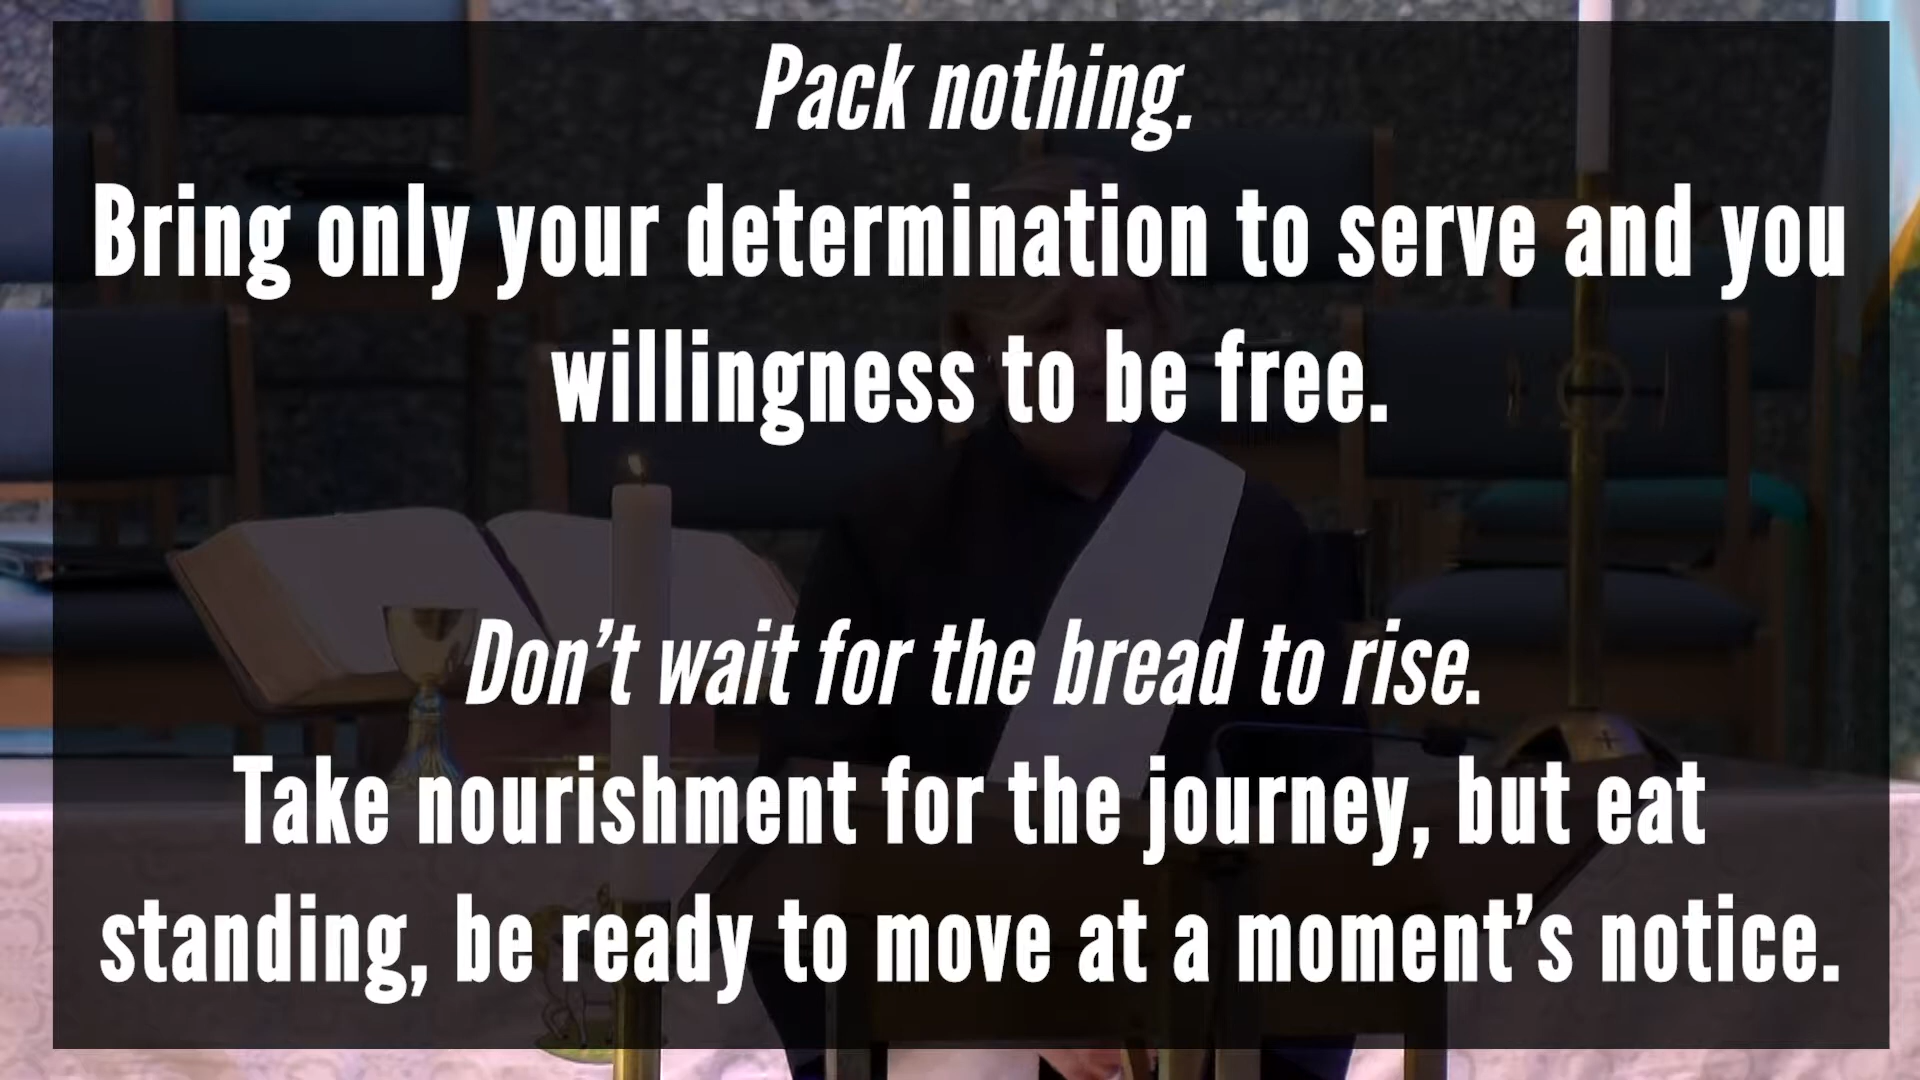 Pack nothing.
Bring only your determination to serve and you
willingness to be free.
Don’t wait for the bread to rise.
Take nourishment for the journey, but eat
standing, be ready to move at a moment’s notice.